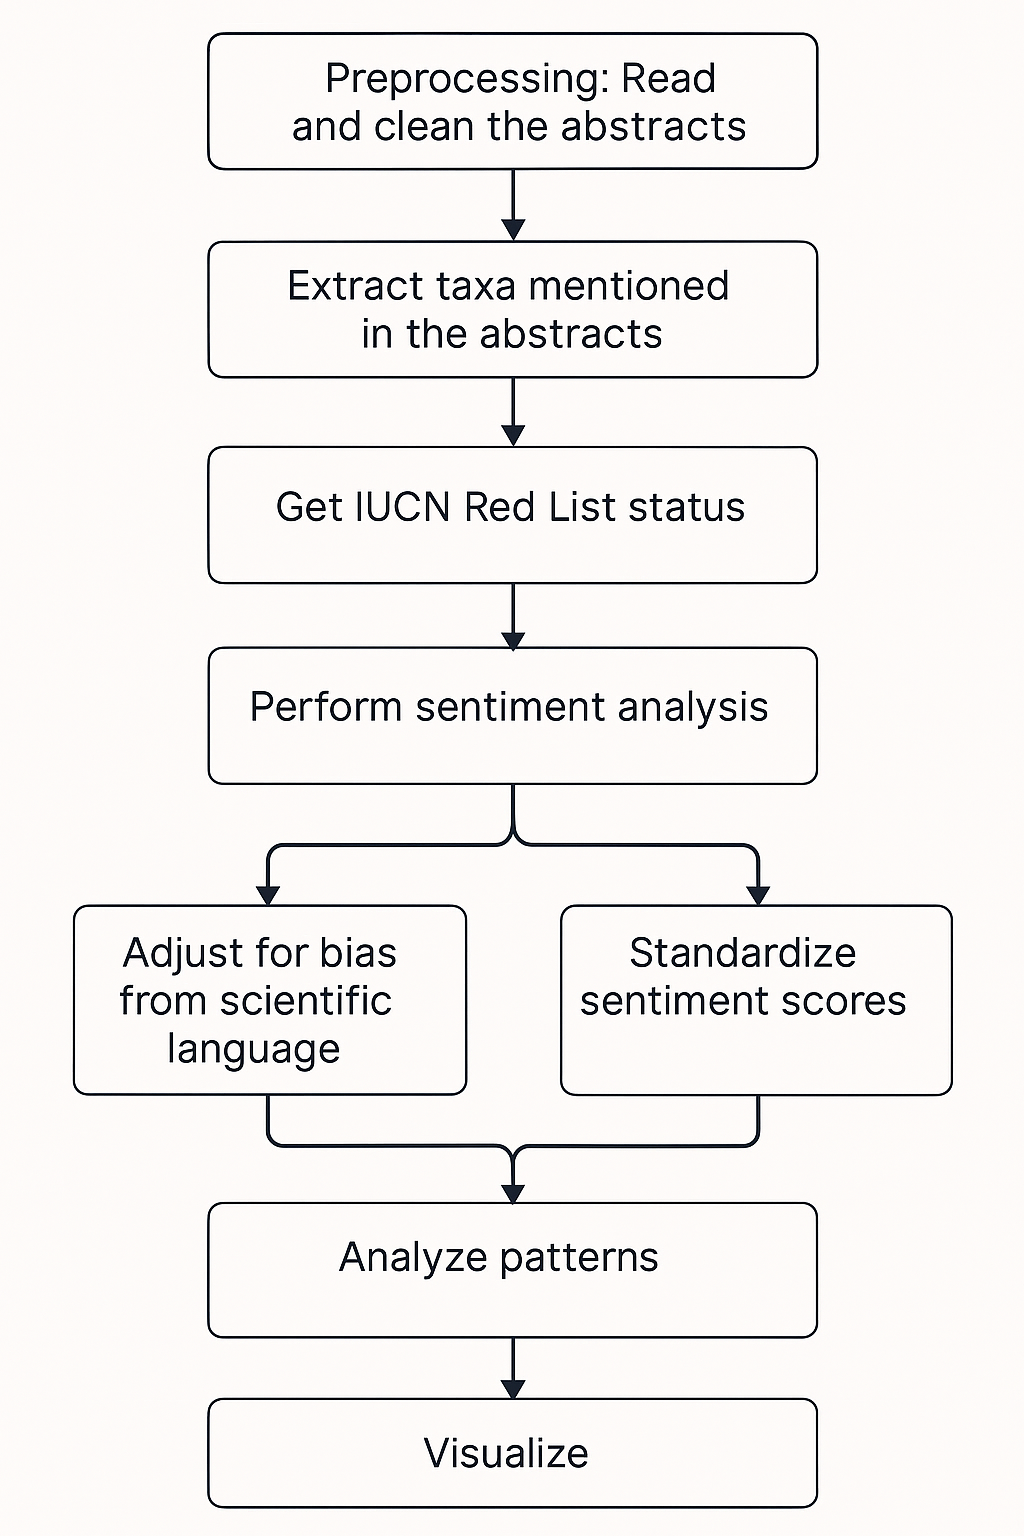 Preprocessing: Read
and clean the abstracts
Extract taxa mentioned
in the abstracts
Get IUCN Red List status
Perform sentiment analysis
Adjust for bias
from scientific
language
Standardize
sentiment scores
Analyze patterns
Visualize